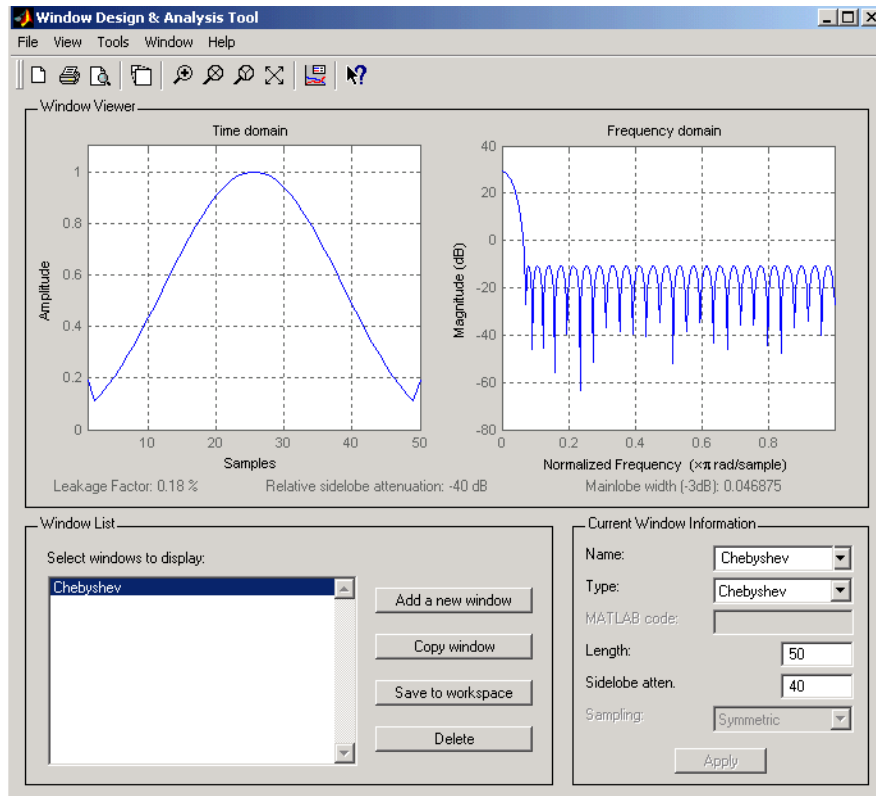 Window Design & Analysis Tool
File View Tools Window Help
Window Viewer
Time domain
Amplitude
1
0.8
0.6
0.4
0.2
0
10 20 30 40 50
Samples
Frequency domain
Magnitude (dB)
40
20
0
-20
-40
-60
-80
0 0.2 0.4 0.6 0.8
Normalized Frequency (×π rad/sample)
Leakage Factor: 0.18 % Relative sidelobe attenuation: -40 dB Mainlobe width (-3dB): 0.046875
Window List
Select windows to display:
Chebyshev
Add a new window
Copy window
Save to workspace
Delete
Current Window Information
Name: Chebyshev
Type: Chebyshev
MATLAB code:
Length: 50
Sidelobe atten. 40
Sampling: Symmetric
Apply